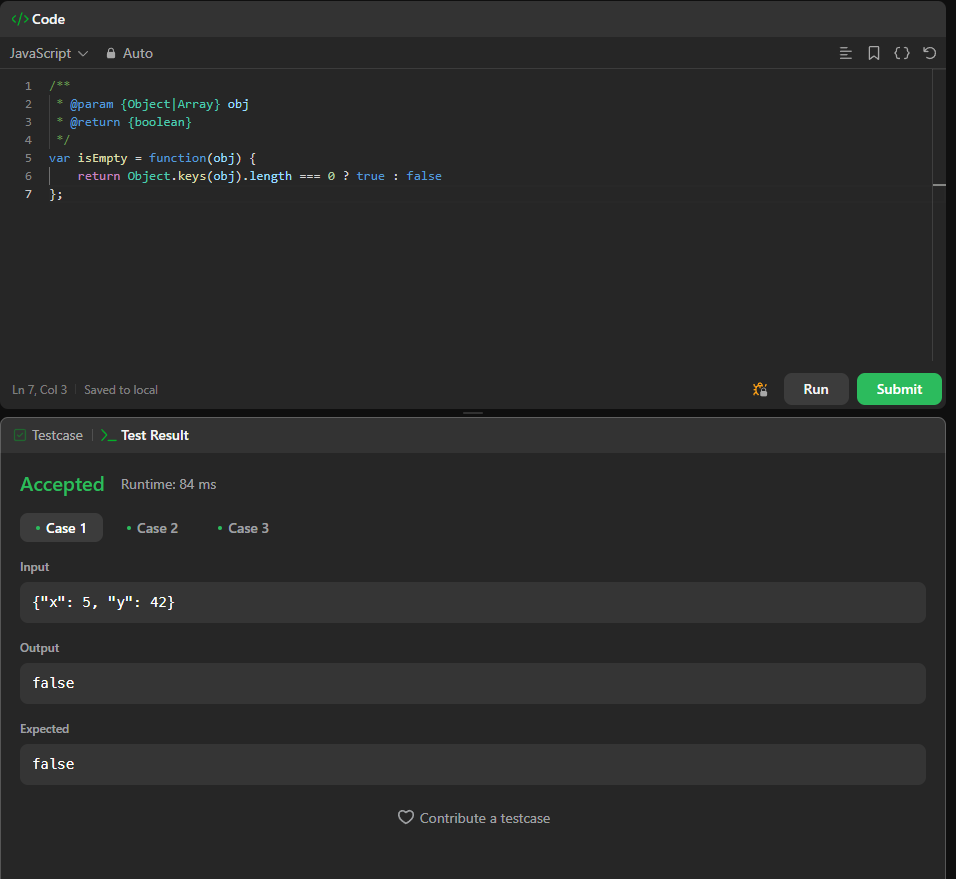 </> Code
JavaScript Auto
1 /**
2  * @param {Object|Array} obj
3  * @return {boolean}
4  */
5 var isEmpty = function(obj) {
6     return Object.keys(obj).length === 0 ? true : false
7 };
Ln 7, Col 3 | Saved to local
Run Submit
Testcase | >_ Test Result
Accepted Runtime: 84 ms
• Case 1 • Case 2 • Case 3
Input
{"x": 5, "y": 42}
Output
false
Expected
false
Contribute a testcase